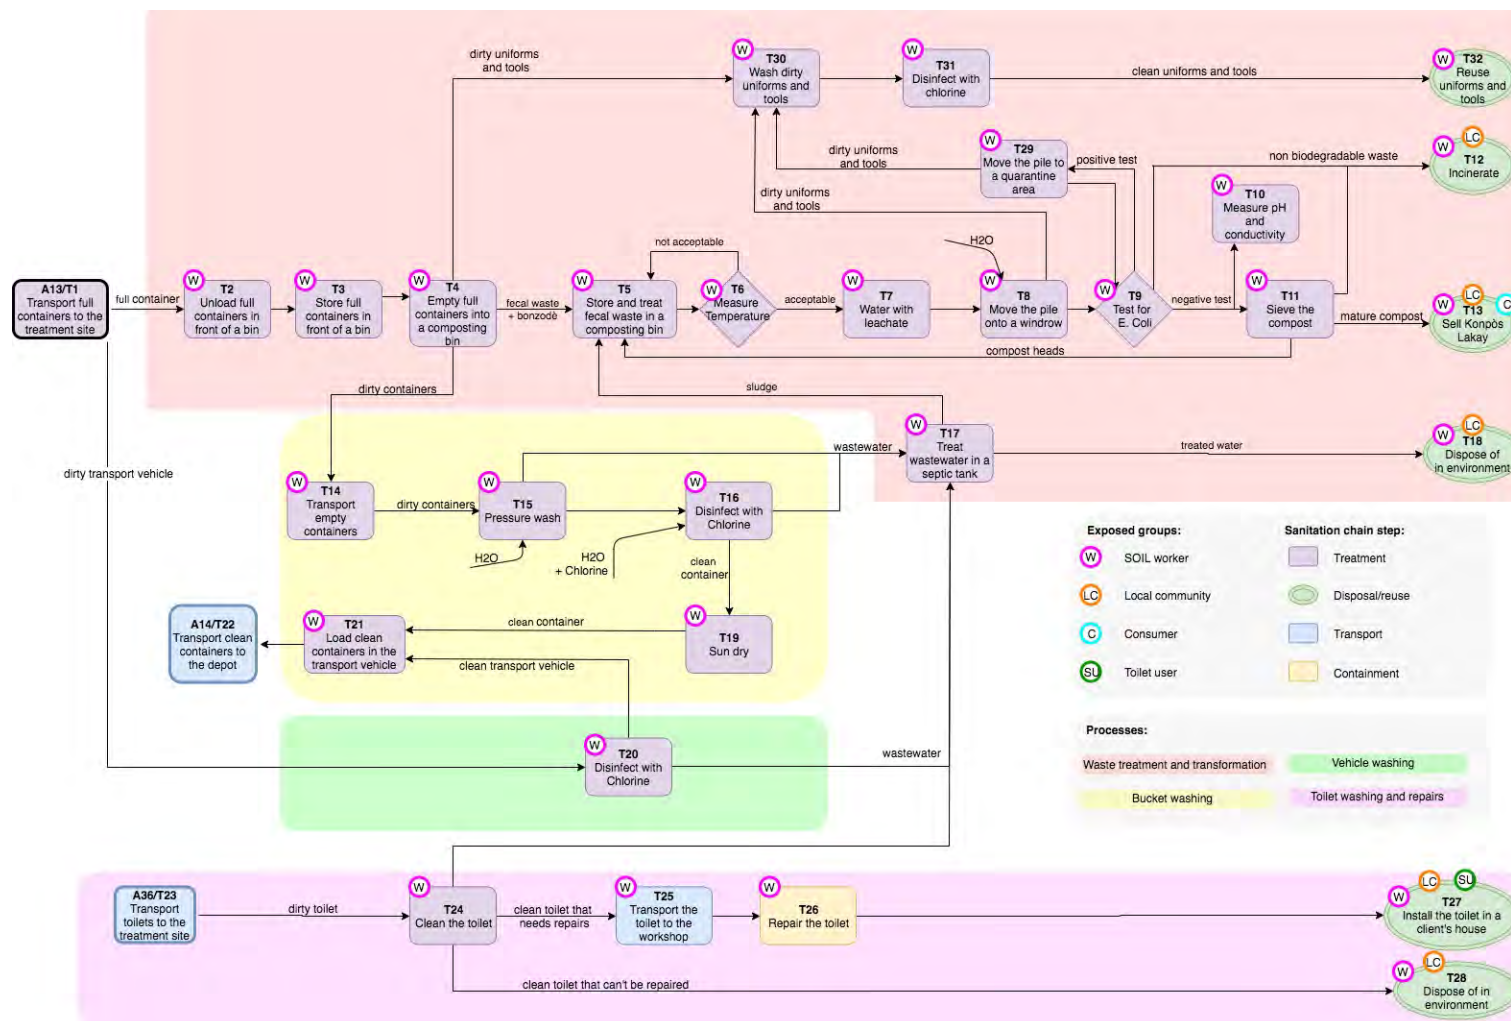 dirty uniforms
and tools
W
T30
Wash dirty
uniforms and
tools
W
T31
Disinfect with
chlorine
clean uniforms and tools
W
T32
Reuse
uniforms and
tools
dirty uniforms
and tools
W
T29
Move the pile to
a quarantine
area
positive test
non biodegradable waste
W
LC
T12
Incinerate
dirty uniforms
and tools
W
T10
Measure pH
and
conductivity
not acceptable
H2O
A13/T1
Transport full
containers to the
treatment site
full container
W
T2
Unload full
containers in
front of a bin
W
T3
Store full
containers in
front of a bin
W
T4
Empty full
containers into
a composting
bin
fecal waste
+ bonzodè
W
T5
Store and treat
fecal waste in a
composting bin
W
T6
Measure
Temperature
acceptable
W
T7
Water with
leachate
W
T8
Move the pile
onto a windrow
W
T9
Test for
E. Coli
negative test
W
T11
Sieve the
compost
mature compost
W
LC
C
T13
Sell Konpòs
Lakay
compost heads
dirty containers
sludge
dirty transport vehicle
wastewater
W
T17
Treat
wastewater in a
septic tank
treated water
W
LC
T18
Dispose of
in environment
W
T14
Transport
empty
containers
dirty containers
W
T15
Pressure wash
W
T16
Disinfect with
Chlorine
H2O
H2O
+ Chlorine
clean
container
A14/T22
Transport clean
containers to
the depot
W
T21
Load clean
containers in the
transport vehicle
clean container
W
T19
Sun dry
clean transport vehicle
W
T20
Disinfect with
Chlorine
wastewater
Exposed groups:
W
SOIL worker
LC
Local community
C
Consumer
SU
Toilet user
Sanitation chain step:
Treatment
Disposal/reuse
Transport
Containment
Processes:
Waste treatment and transformation
Vehicle washing
Bucket washing
Toilet washing and repairs
A36/T23
Transport
toilets to the
treatment site
dirty toilet
W
T24
Clean the toilet
clean toilet that
needs repairs
W
T25
Transport the
toilet to the
workshop
W
T26
Repair the toilet
W
LC
SU
T27
Install the toilet in a
client's house
clean toilet that can't be repaired
W
LC
T28
Dispose of in
environment